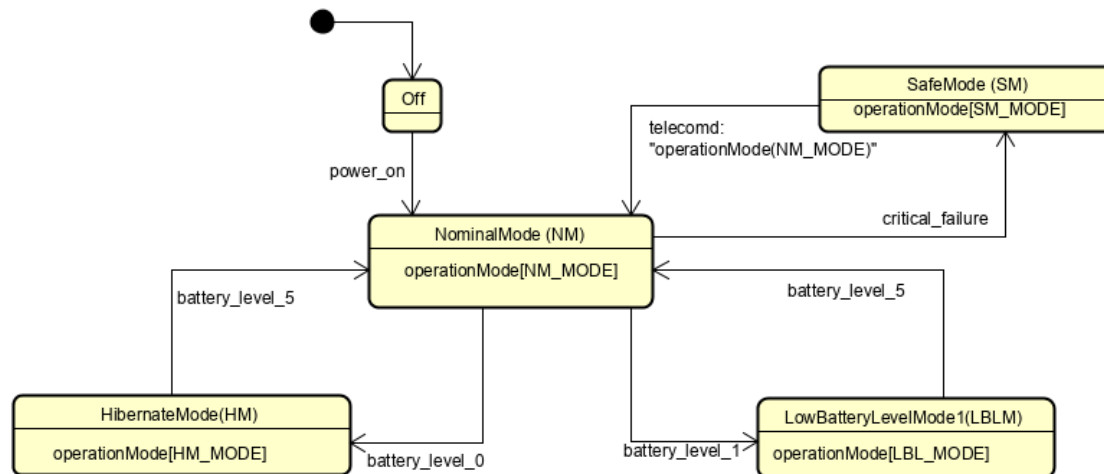 Off
SafeMode (SM)
operationMode[SM_MODE]
telecomd:
"operationMode(NM_MODE)"
power_on
critical_failure
NominalMode (NM)
operationMode[NM_MODE]
battery_level_5
battery_level_5
HibernateMode(HM)
operationMode[HM_MODE]
battery_level_0
battery_level_1
LowBatteryLevelMode1(LBLM)
operationMode[LBL_MODE]